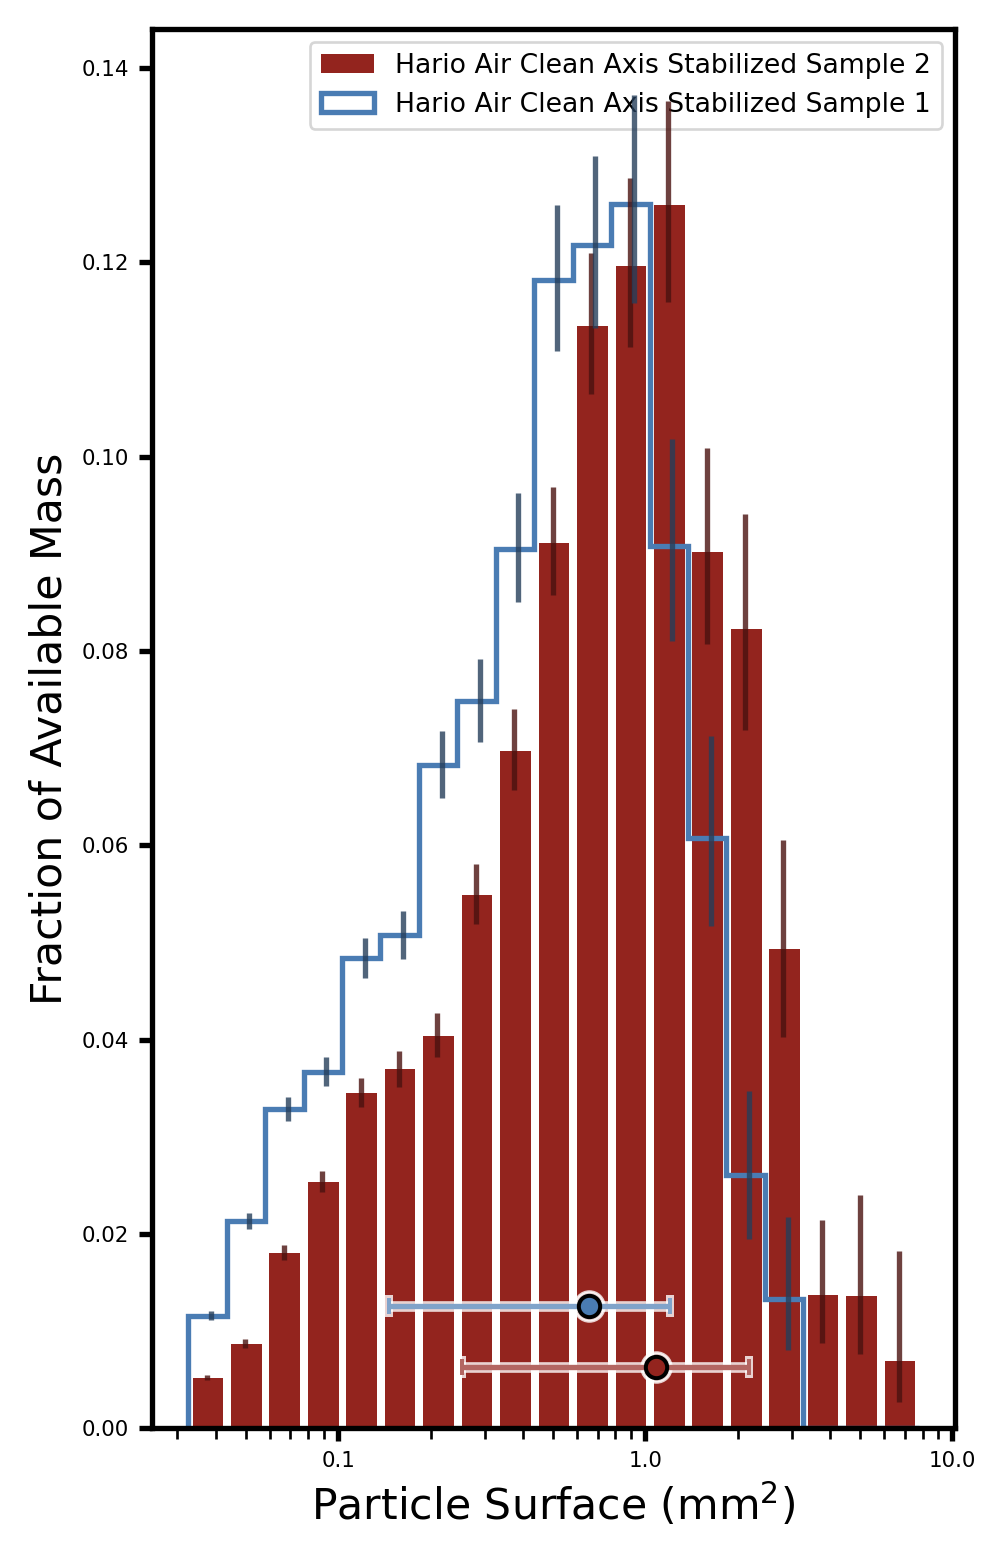 Hario Air Clean Axis Stabilized Sample 2
Hario Air Clean Axis Stabilized Sample 1
0.14
0.12
0.10
0.08
0.06
0.04
0.02
0.00
Fraction of Available Mass
0.1
1.0
10.0
Particle Surface (mm²)